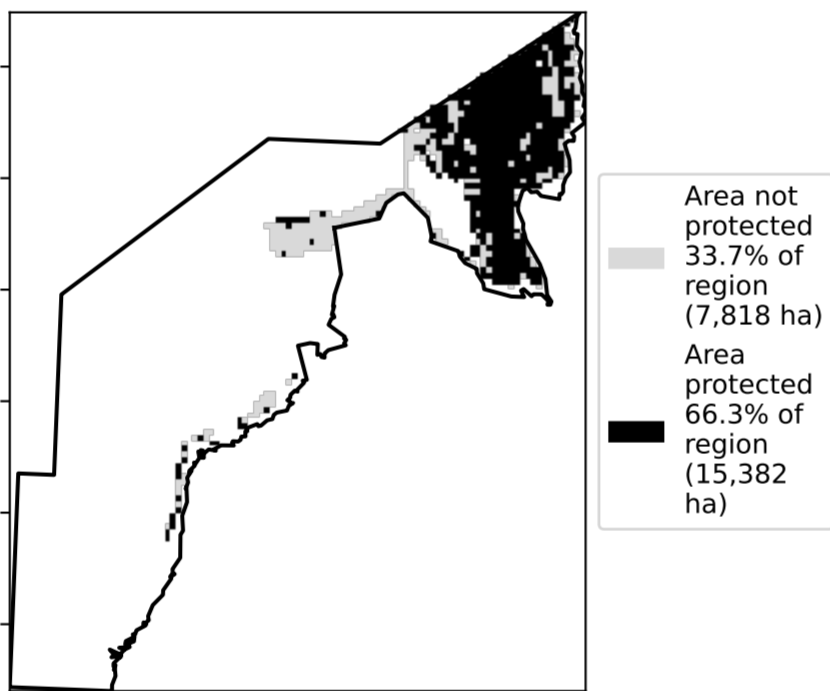 Area not
protected
33.7% of
region
(7,818 ha)
Area
protected
66.3% of
region
(15,382
ha)